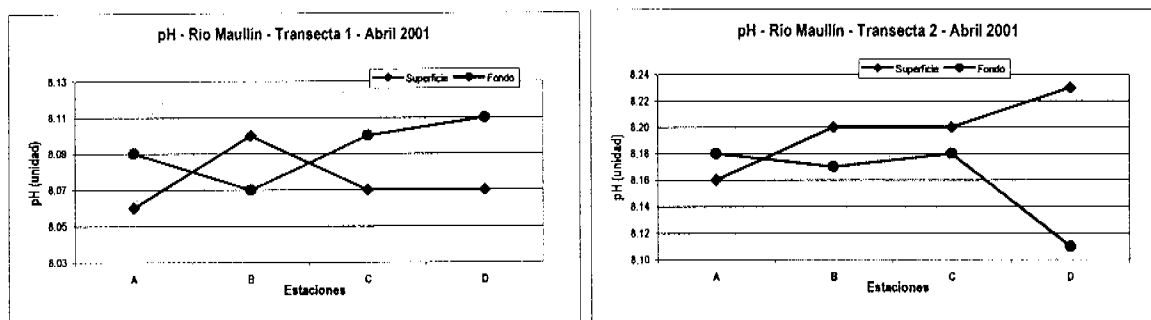 pH - Río Maullín - Transecta 1 - Abril 2001
Superficie Fondo
pH (unidad)
8.13
8.11
8.09
8.07
8.05
8.03
A B C D
Estaciones
pH - Río Maullín - Transecta 2 - Abril 2001
Superficie Fondo
pH (unidad)
8.24
8.22
8.20
8.18
8.16
8.14
8.12
8.10
A B C D
Estaciones